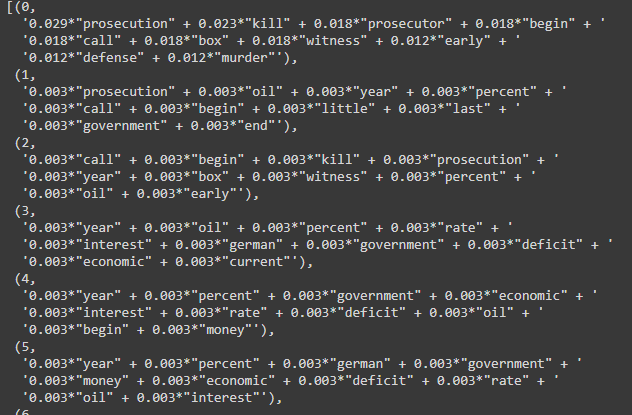 [(0,
'0.029*"prosecution" + 0.023*"kill" + 0.018*"prosecutor" + 0.018*"begin" + '
'0.018*"call" + 0.018*"box" + 0.018*"witness" + 0.012*"early" + '
'0.012*"defense" + 0.012*"murder"'),
(1,
'0.003*"prosecution" + 0.003*"oil" + 0.003*"year" + 0.003*"percent" + '
'0.003*"call" + 0.003*"begin" + 0.003*"little" + 0.003*"last" + '
'0.003*"government" + 0.003*"end"'),
(2,
'0.003*"call" + 0.003*"begin" + 0.003*"kill" + 0.003*"prosecution" + '
'0.003*"year" + 0.003*"box" + 0.003*"witness" + 0.003*"percent" + '
'0.003*"oil" + 0.003*"early"'),
(3,
'0.003*"year" + 0.003*"oil" + 0.003*"percent" + 0.003*"rate" + '
'0.003*"interest" + 0.003*"german" + 0.003*"government" + 0.003*"deficit" + '
'0.003*"economic" + 0.003*"current"'),
(4,
'0.003*"year" + 0.003*"percent" + 0.003*"government" + 0.003*"economic" + '
'0.003*"interest" + 0.003*"rate" + 0.003*"deficit" + 0.003*"oil" + '
'0.003*"begin" + 0.003*"money"'),
(5,
'0.003*"year" + 0.003*"percent" + 0.003*"german" + 0.003*"government" + '
'0.003*"money" + 0.003*"economic" + 0.003*"deficit" + 0.003*"rate" + '
'0.003*"oil" + 0.003*"interest"'),
(6,